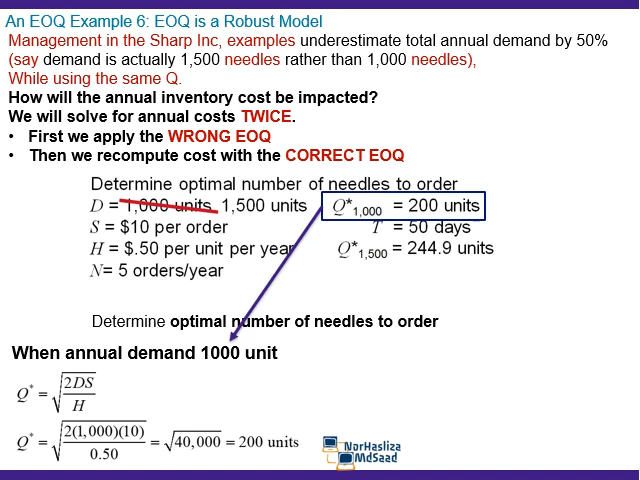 An EOQ Example 6: EOQ is a Robust Model
Management in the Sharp Inc, examples underestimate total annual demand by 50%
(say demand is actually 1,500 needles rather than 1,000 needles),
While using the same Q.
How will the annual inventory cost be impacted?
We will solve for annual costs TWICE.
• First we apply the WRONG EOQ
• Then we recompute cost with the CORRECT EOQ
Determine optimal number of needles to order
D = 1,000 units 1,500 units Q*1,000 = 200 units
S = $10 per order T = 50 days
H = $.50 per unit per year Q*1,500 = 244.9 units
N= 5 orders/year
Determine optimal number of needles to order
When annual demand 1000 unit
Q* = √(2DS / H)
Q* = √(2(1,000)(10) / 0.50) = √40,000 = 200 units
NorHasliza
MdSaad